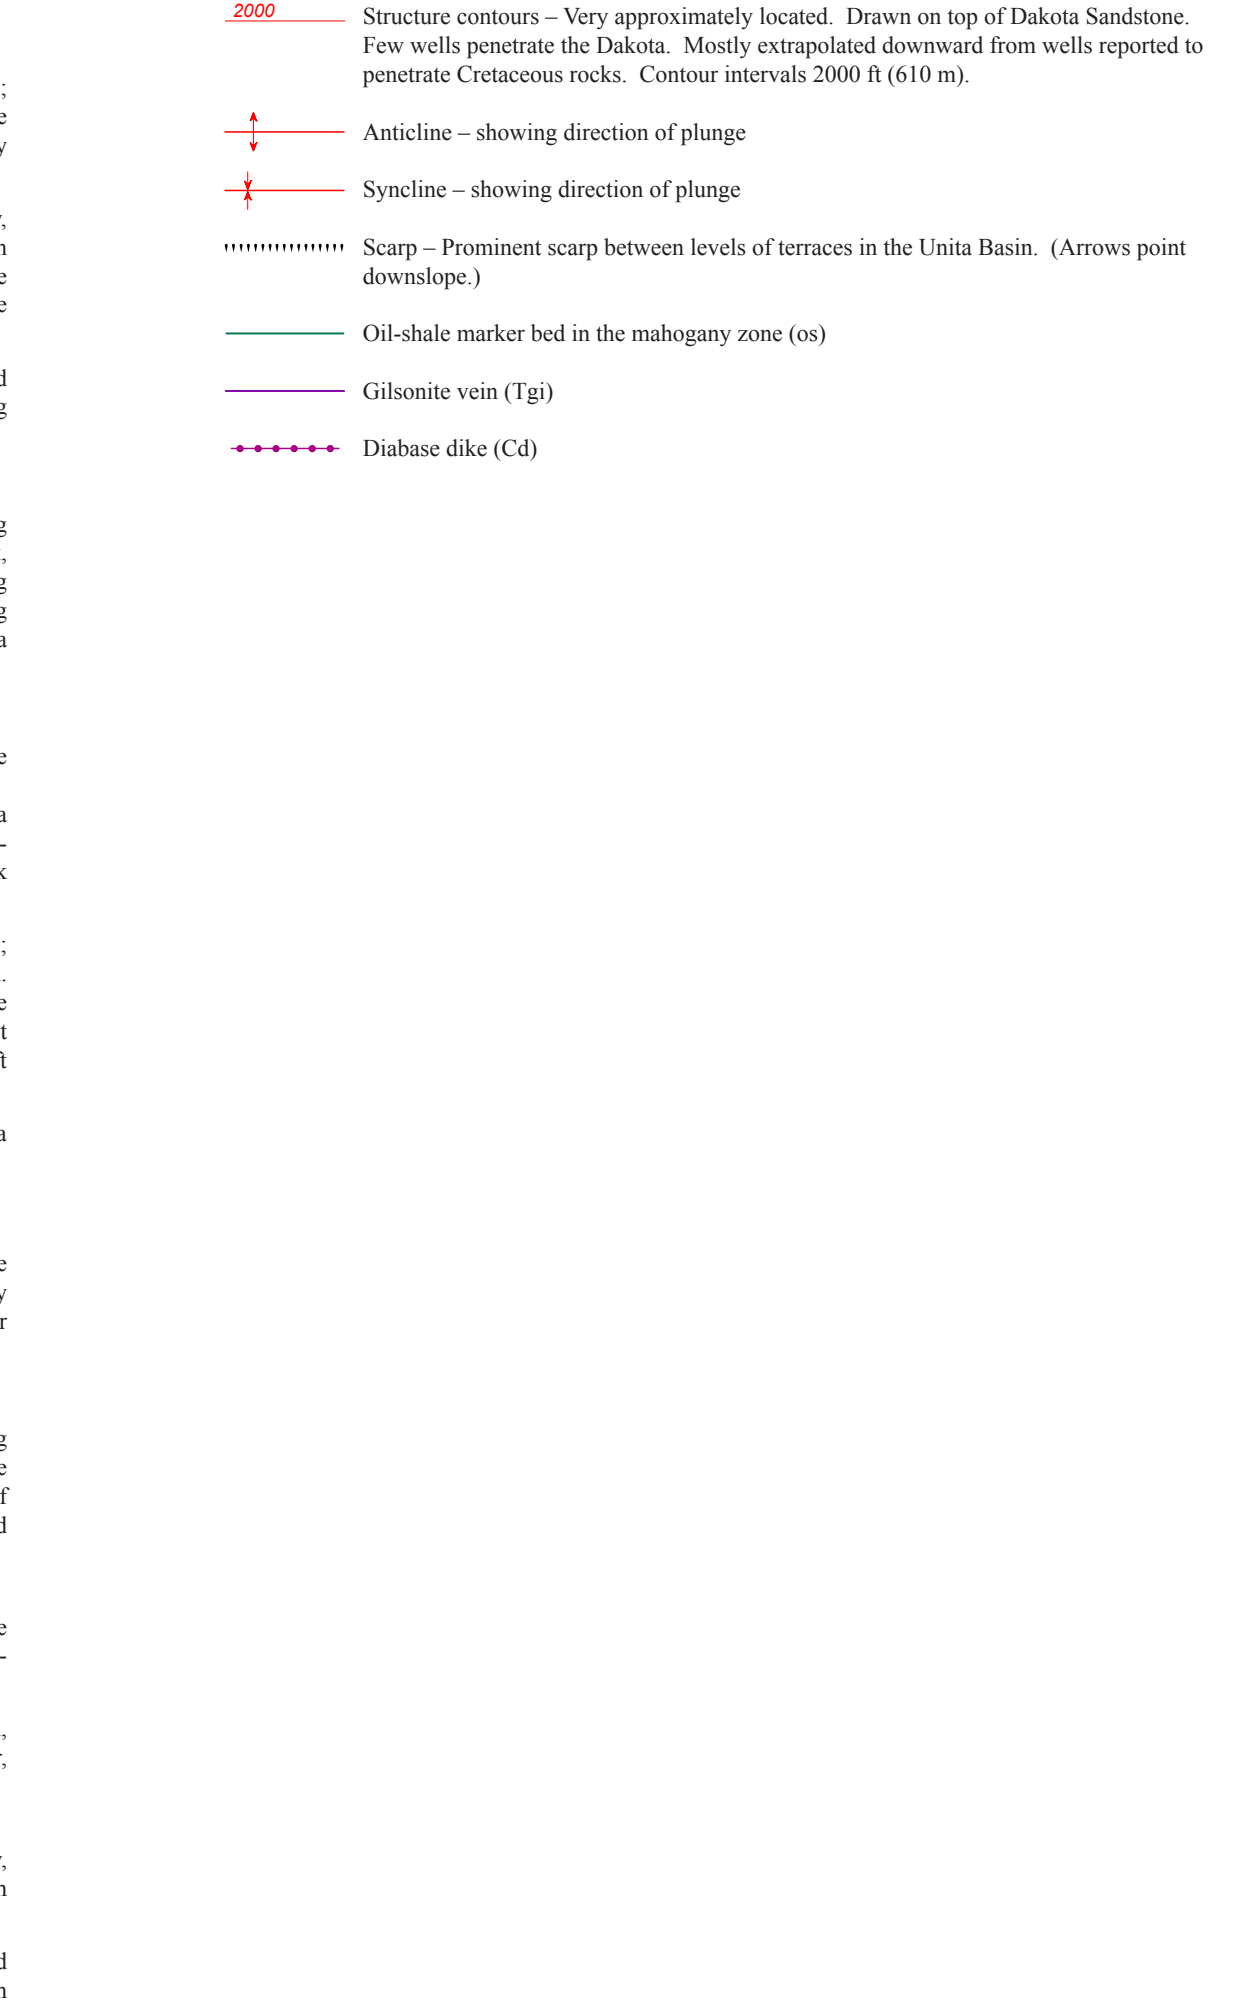 2000
Structure contours – Very approximately located. Drawn on top of Dakota Sandstone.
Few wells penetrate the Dakota. Mostly extrapolated downward from wells reported to
penetrate Cretaceous rocks. Contour intervals 2000 ft (610 m).
Anticline – showing direction of plunge
Syncline – showing direction of plunge
Scarp – Prominent scarp between levels of terraces in the Unita Basin. (Arrows point
downslope.)
Oil-shale marker bed in the mahogany zone (os)
Gilsonite vein (Tgi)
Diabase dike (Cd)